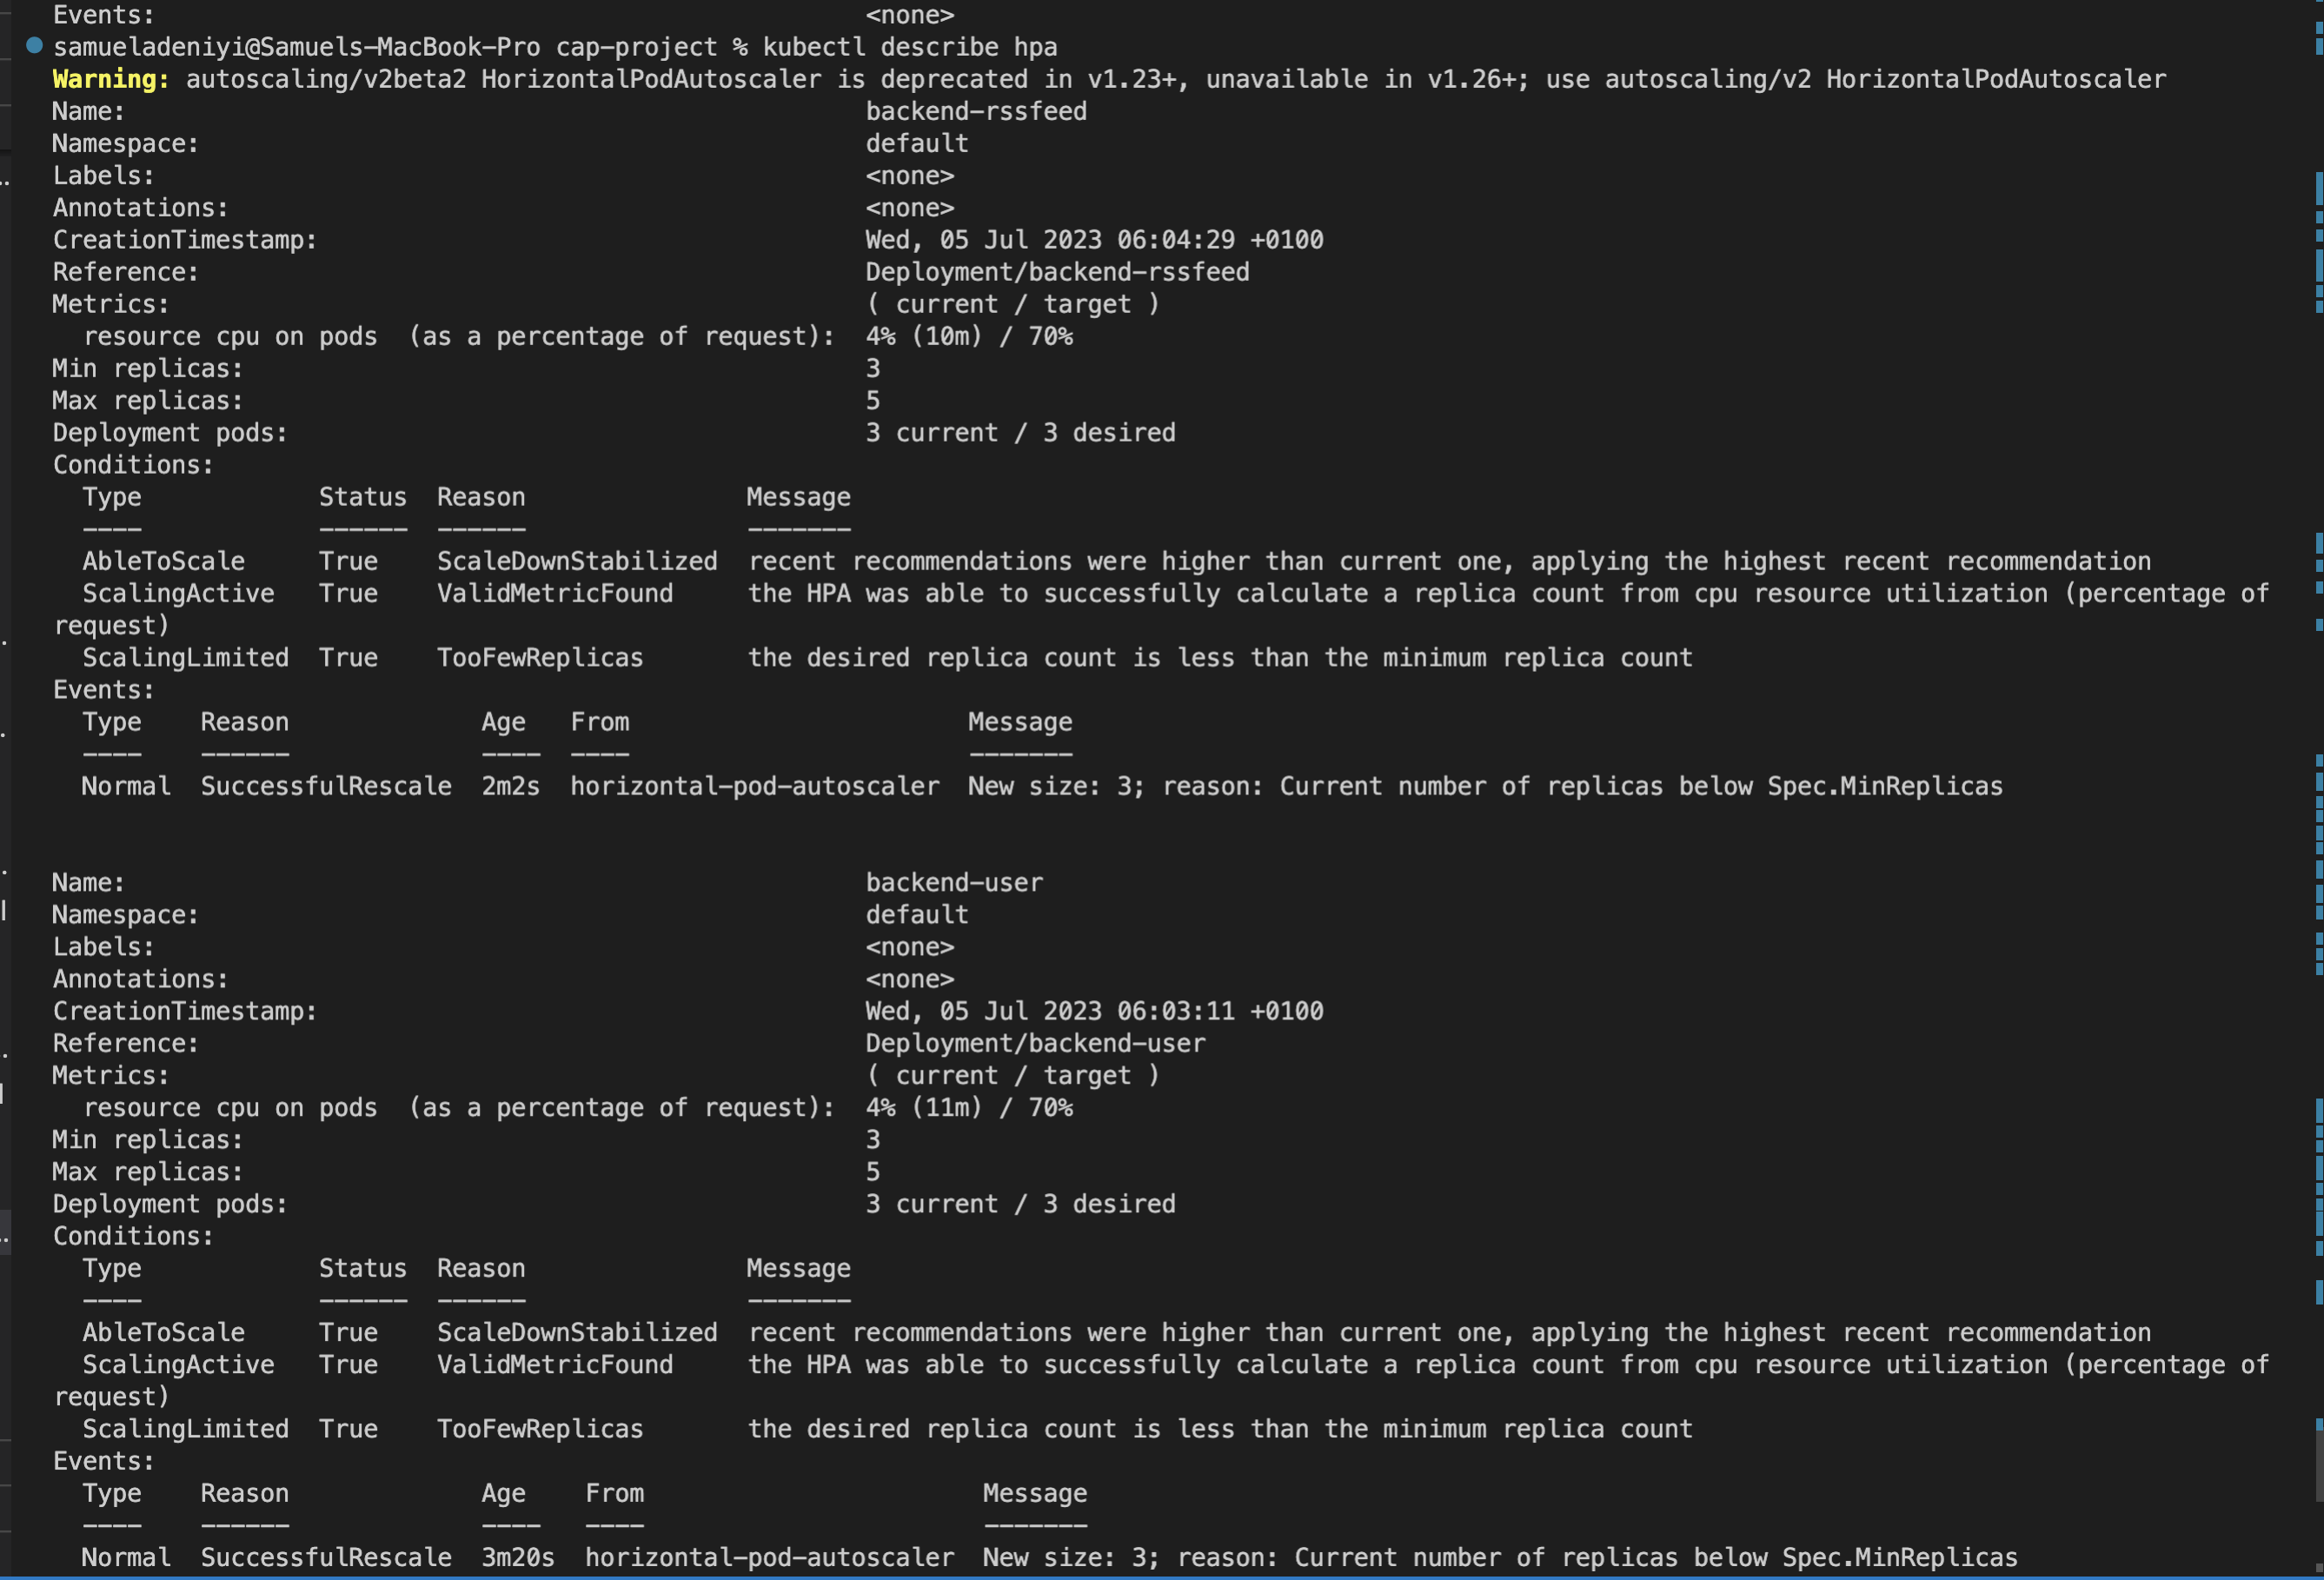 Events:                                                <none>
samueladeniyi@Samuels-MacBook-Pro cap-project % kubectl describe hpa
Warning: autoscaling/v2beta2 HorizontalPodAutoscaler is deprecated in v1.23+, unavailable in v1.26+; use autoscaling/v2 HorizontalPodAutoscaler
Name:                                                  backend-rssfeed
Namespace:                                             default
Labels:                                                <none>
Annotations:                                           <none>
CreationTimestamp:                                     Wed, 05 Jul 2023 06:04:29 +0100
Reference:                                             Deployment/backend-rssfeed
Metrics:                                               ( current / target )
  resource cpu on pods  (as a percentage of request):  4% (10m) / 70%
Min replicas:                                          3
Max replicas:                                          5
Deployment pods:                                       3 current / 3 desired
Conditions:
  Type            Status  Reason               Message
  ----            ------  ------               -------
  AbleToScale     True    ScaleDownStabilized  recent recommendations were higher than current one, applying the highest recent recommendation
  ScalingActive   True    ValidMetricFound     the HPA was able to successfully calculate a replica count from cpu resource utilization (percentage of
request)
  ScalingLimited  True    TooFewReplicas       the desired replica count is less than the minimum replica count
Events:
  Type    Reason             Age   From                       Message
  ----    ------             ----  ----                       -------
  Normal  SuccessfulRescale  2m2s  horizontal-pod-autoscaler  New size: 3; reason: Current number of replicas below Spec.MinReplicas
Name:                                                  backend-user
Namespace:                                             default
Labels:                                                <none>
Annotations:                                           <none>
CreationTimestamp:                                     Wed, 05 Jul 2023 06:03:11 +0100
Reference:                                             Deployment/backend-user
Metrics:                                               ( current / target )
  resource cpu on pods  (as a percentage of request):  4% (11m) / 70%
Min replicas:                                          3
Max replicas:                                          5
Deployment pods:                                       3 current / 3 desired
Conditions:
  Type            Status  Reason               Message
  ----            ------  ------               -------
  AbleToScale     True    ScaleDownStabilized  recent recommendations were higher than current one, applying the highest recent recommendation
  ScalingActive   True    ValidMetricFound     the HPA was able to successfully calculate a replica count from cpu resource utilization (percentage of
request)
  ScalingLimited  True    TooFewReplicas       the desired replica count is less than the minimum replica count
Events:
  Type    Reason             Age    From                       Message
  ----    ------             ----   ----                       -------
  Normal  SuccessfulRescale  3m20s  horizontal-pod-autoscaler  New size: 3; reason: Current number of replicas below Spec.MinReplicas